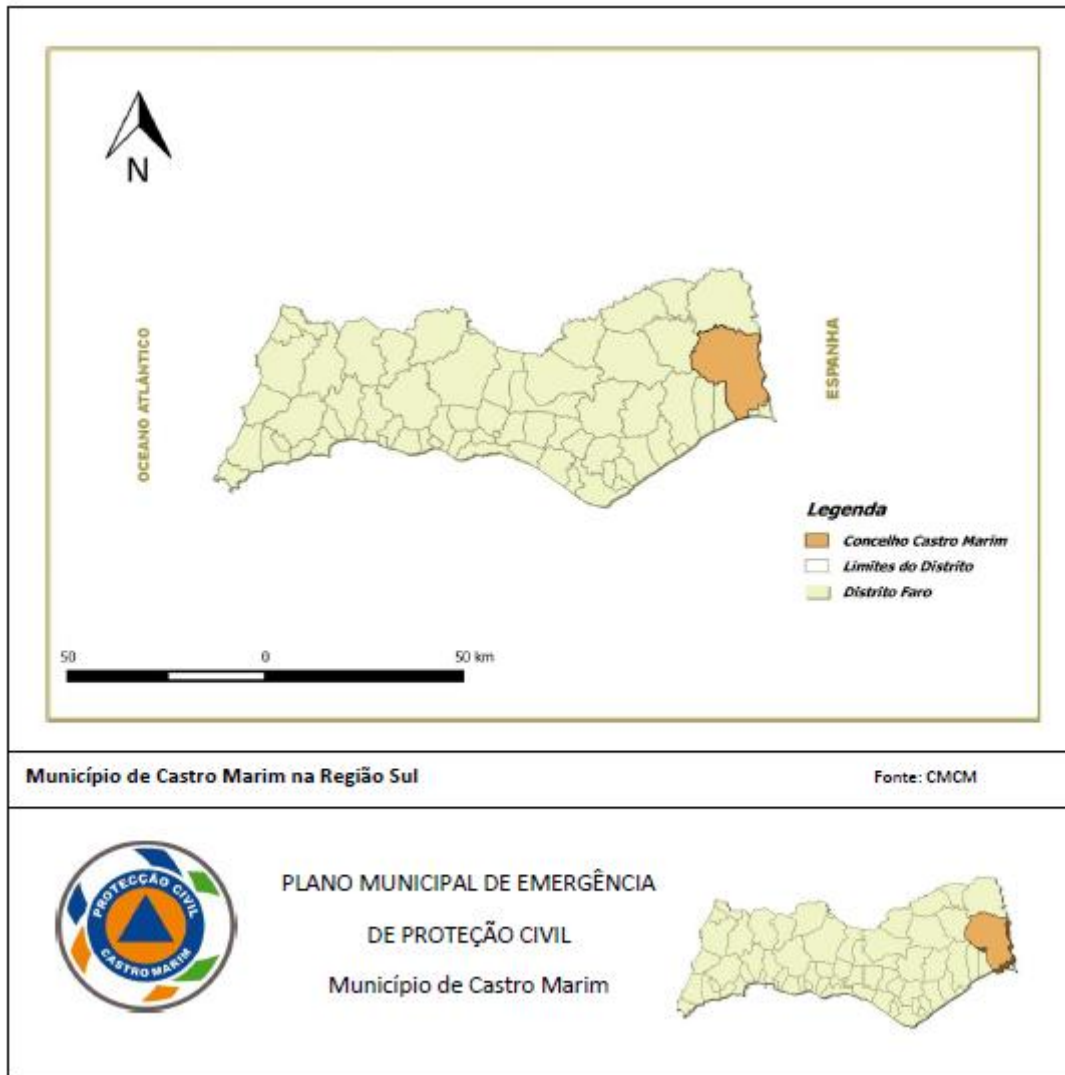 N
OCEANO ATLÂNTICO
ESPANHA
Legenda
Concelho Castro Marim
Limites do Distrito
Distrito Faro
50 0 50 km
Município de Castro Marim na Região Sul
Fonte: CMCM
PROTECÇÃO CIVIL
CASTRO MARIM
PLANO MUNICIPAL DE EMERGÊNCIA
DE PROTEÇÃO CIVIL
Município de Castro Marim